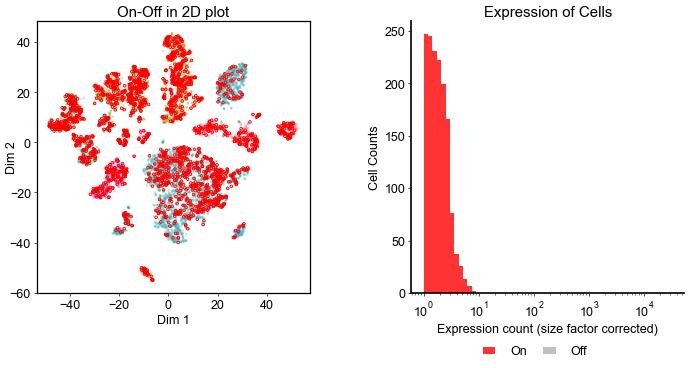 On-Off in 2D plot
40
20
0
−20
−40
−60
Dim 2
−40 −20 0 20 40
Dim 1
Expression of Cells
250
200
150
100
50
0
Cell Counts
10^0 10^1 10^2 10^3 10^4
Expression count (size factor corrected)
On Off